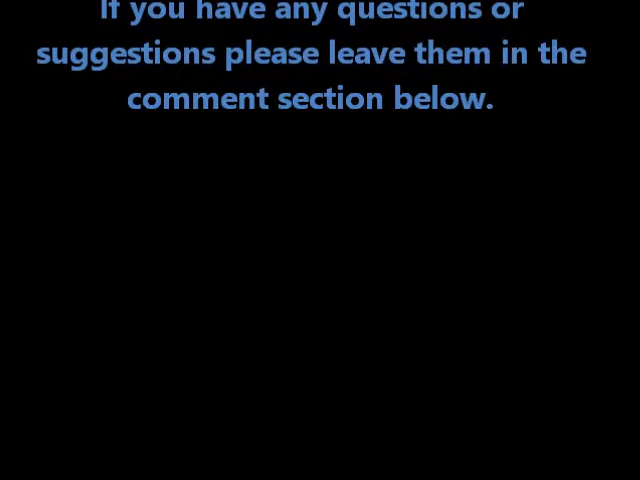 If you have any questions or
suggestions please leave them in the
comment section below.